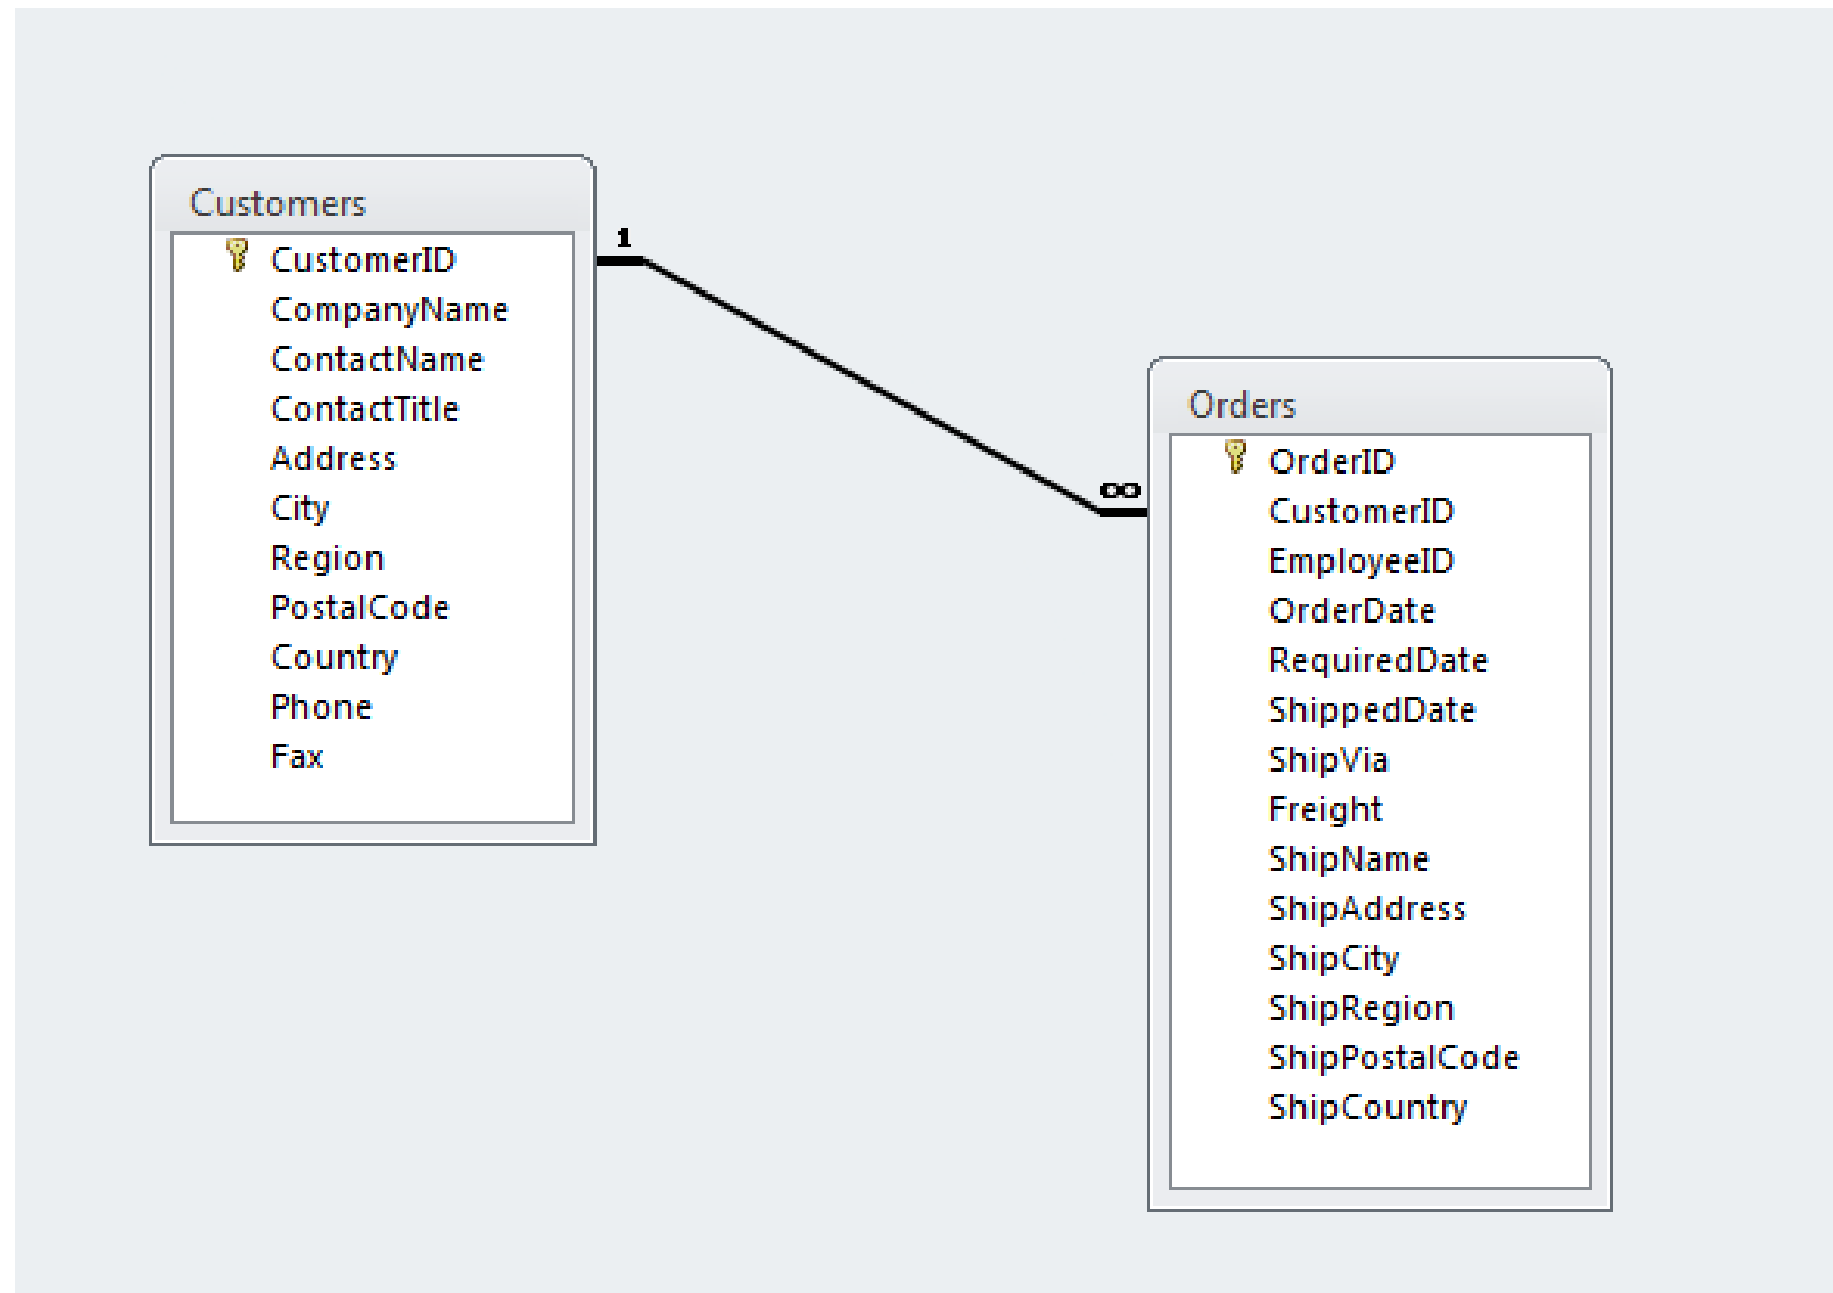 Customers
CustomerID
CompanyName
ContactName
ContactTitle
Address
City
Region
PostalCode
Country
Phone
Fax
1
∞
Orders
OrderID
CustomerID
EmployeeID
OrderDate
RequiredDate
ShippedDate
ShipVia
Freight
ShipName
ShipAddress
ShipCity
ShipRegion
ShipPostalCode
ShipCountry